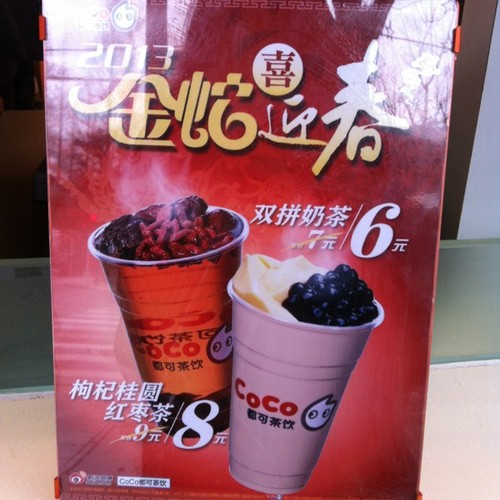 2013
金蛇喜迎春
双拼奶茶
7元/6元
CoCo
都可茶饮
CoCo
都可茶饮
枸杞桂圆
红枣茶
9元/8元
CoCo都可茶饮